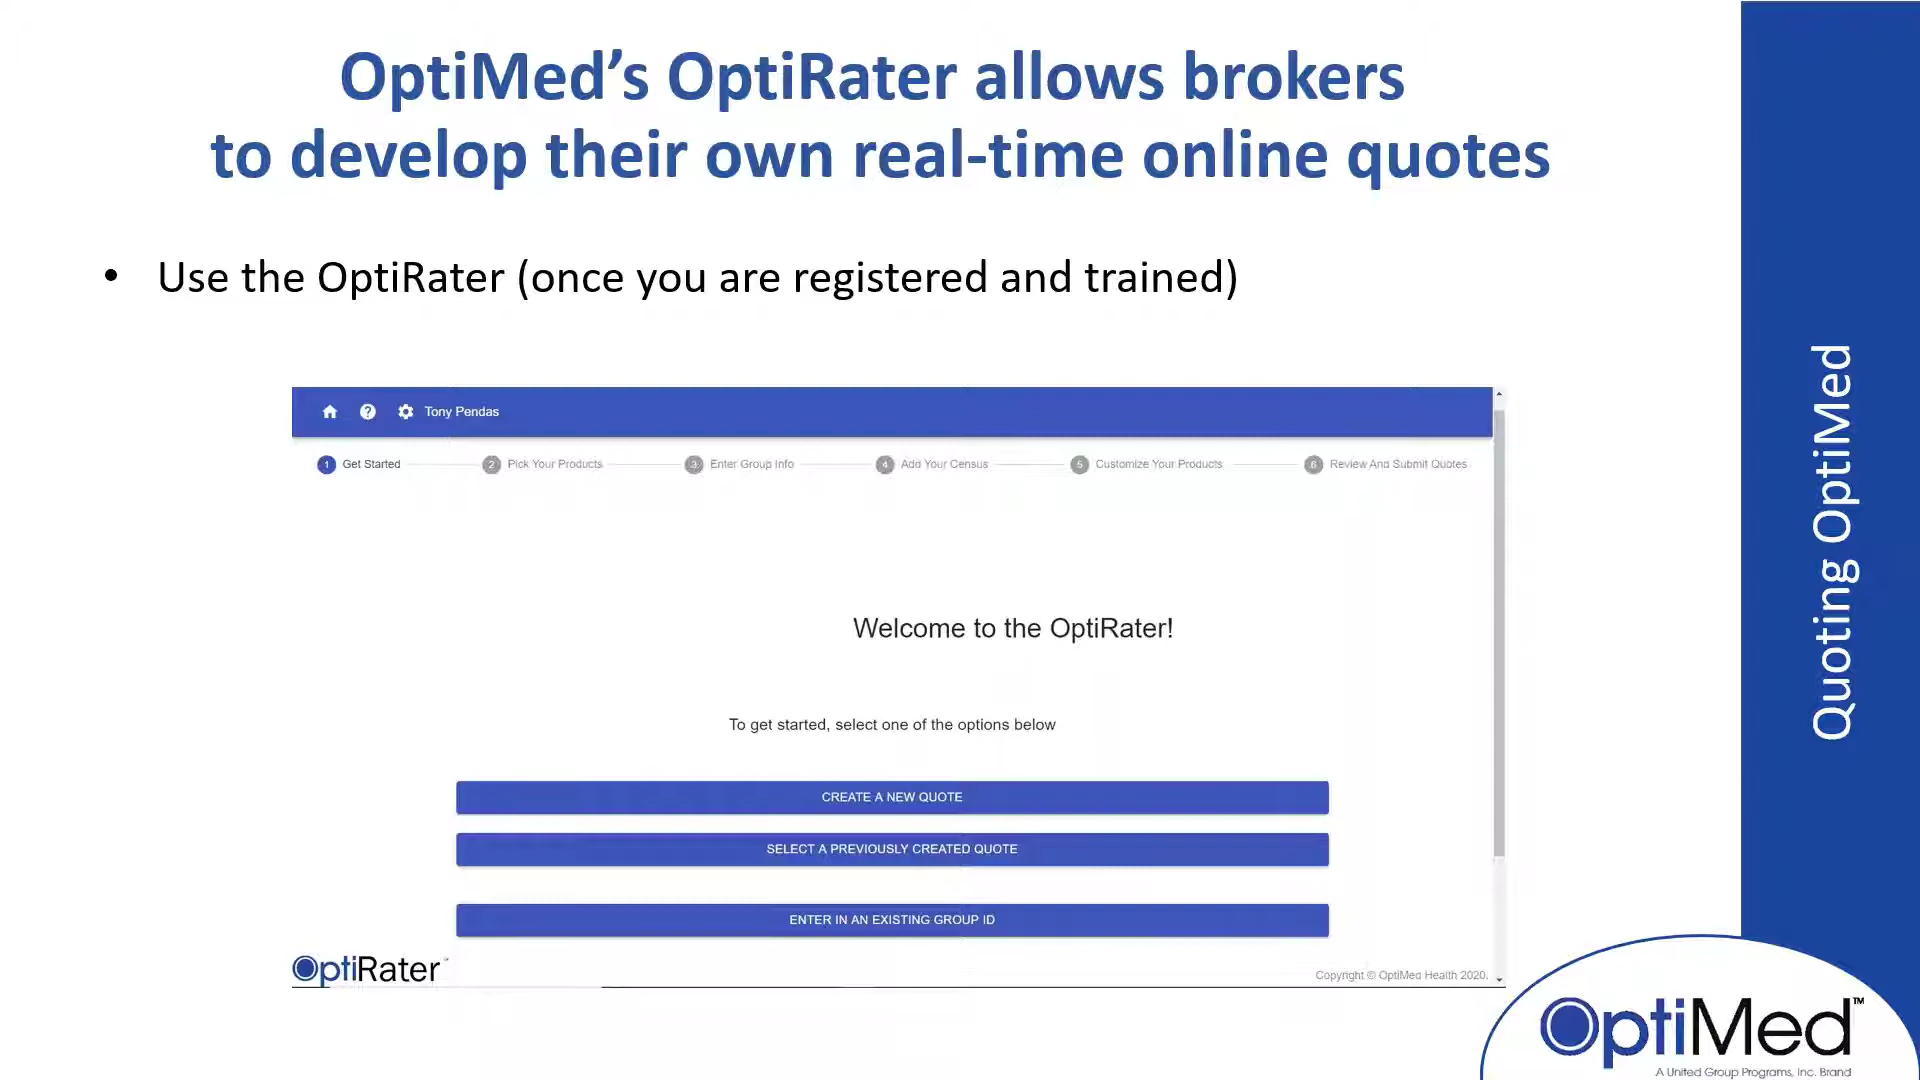 OptiMed’s OptiRater allows brokers
to develop their own real-time online quotes
• Use the OptiRater (once you are registered and trained)
Tony Pendas
1 Get Started 2 Pick Your Products 3 Enter Group Info 4 Add Your Census 5 Customize Your Products 6 Review And Submit Quotes
Welcome to the OptiRater!
To get started, select one of the options below
CREATE A NEW QUOTE
SELECT A PREVIOUSLY CREATED QUOTE
ENTER IN AN EXISTING GROUP ID
OptiRater
Copyright © OptiMed Health 2020.
Quoting OptiMed
OptiMed™
A United Group Programs, Inc. Brand